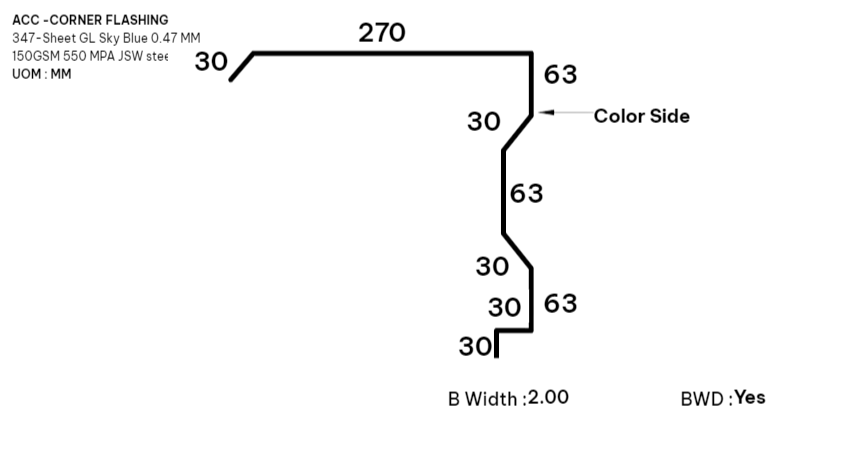 ACC -CORNER FLASHING
347-Sheet GL Sky Blue 0.47 MM
150GSM 550 MPA JSW stee
UOM : MM
270
30
63
30
Color Side
63
30
30
63
30
B Width :2.00
BWD :Yes